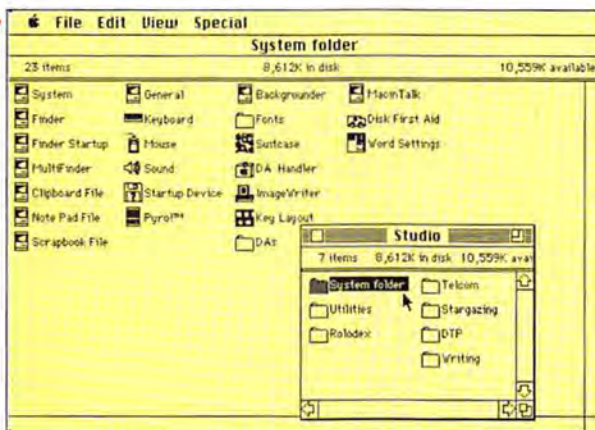 File Edit View Special
System folder
23 items 8,612K in disk 10,559K available
System General Backgrounder MacinTalk
Finder Keyboard Fonts Disk First Aid
Finder Startup Mouse Suitcase Word Settings
MultiFinder Sound DA Handler
Clipboard File Startup Device ImageWriter
Note Pad File Pyro!™ Key Layout
Scrapbook File DAs
Studio
7 items 8,612K in disk 10,559K avai
System folder Telcom
Utilities Stargazing
Rolodex DTP
Writing